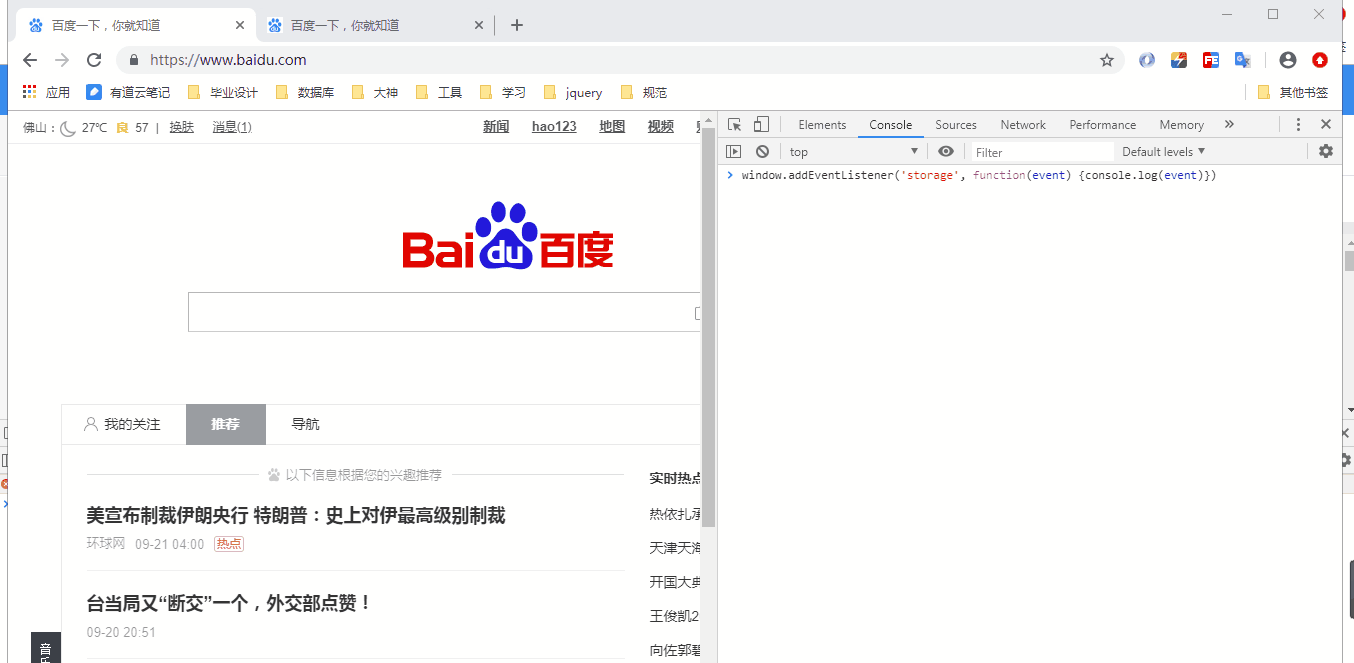 百度一下，你就知道
百度一下，你就知道
https://www.baidu.com
应用 有道云笔记 毕业设计 数据库 大神 工具 学习 jquery 规范 其他书签
佛山： 27℃ 良 57 | 换肤 消息(1) 新闻 hao123 地图 视频
Elements Console Sources Network Performance Memory »
top Filter Default levels
window.addEventListener('storage', function(event) {console.log(event)})
Bai du 百度
我的关注 推荐 导航
以下信息根据您的兴趣推荐
美宣布制裁伊朗央行 特朗普：史上对伊最高级别制裁
环球网 09-21 04:00 热点
台当局又“断交”一个，外交部点赞！
09-20 20:51
实时热点
热依扎承
天津天海
开国大典
王俊凯2
向佐郭碧
音乐